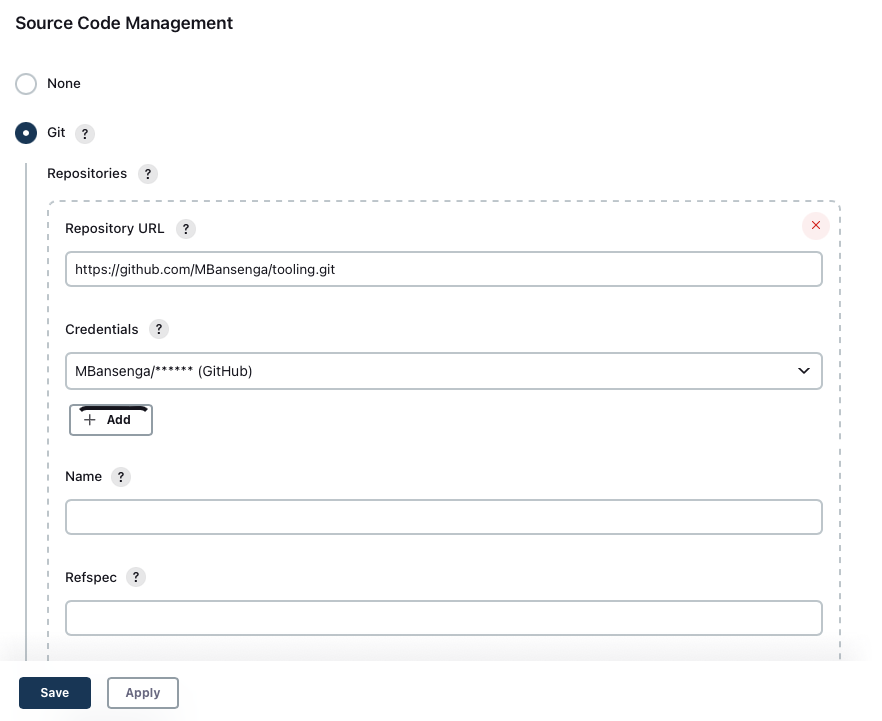 Source Code Management
None
Git ?
Repositories ?
Repository URL ?
https://github.com/MBansenga/tooling.git
Credentials ?
MBansenga/****** (GitHub)
+ Add
Name ?
Refspec ?
Save Apply